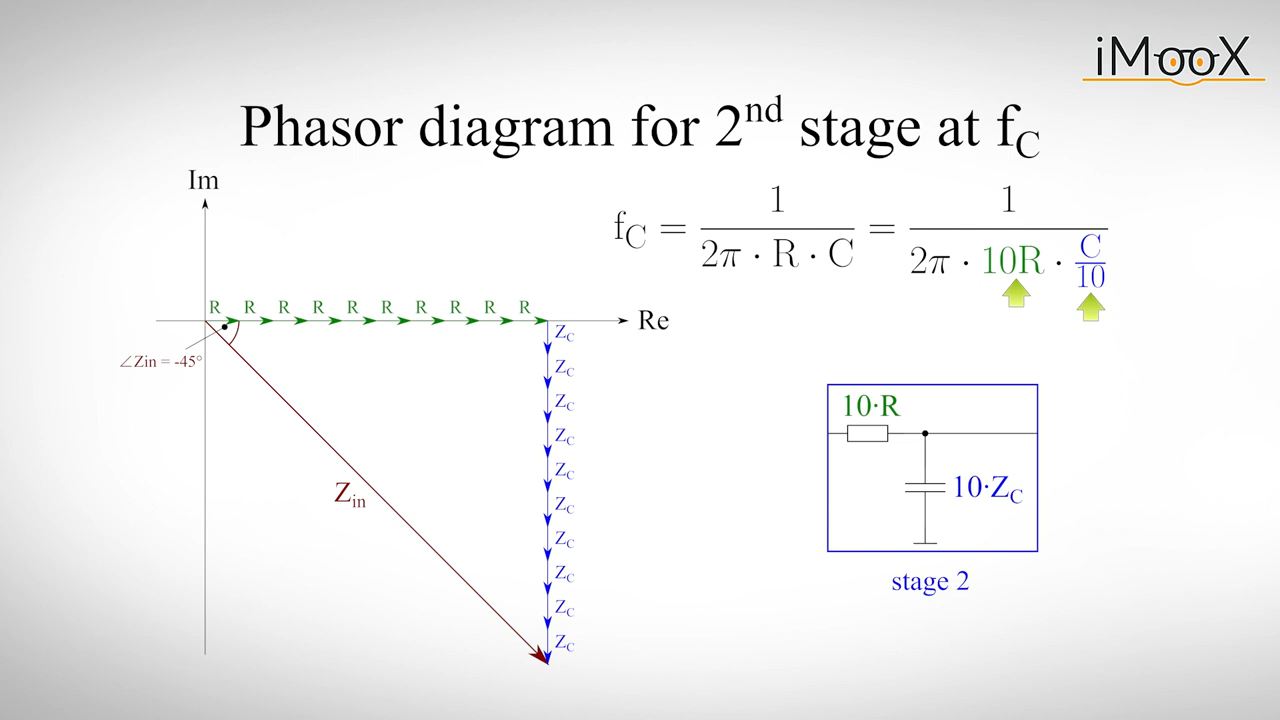 iMooX
Phasor diagram for 2nd stage at fC
Im
fC = 1 / (2π · R · C) = 1 / (2π · 10R · C/10)
R R R R R R R R R R
Re
∠Zin = -45°
ZC
ZC
ZC
ZC
ZC
ZC
ZC
ZC
ZC
ZC
Zin
10·R
10·ZC
stage 2